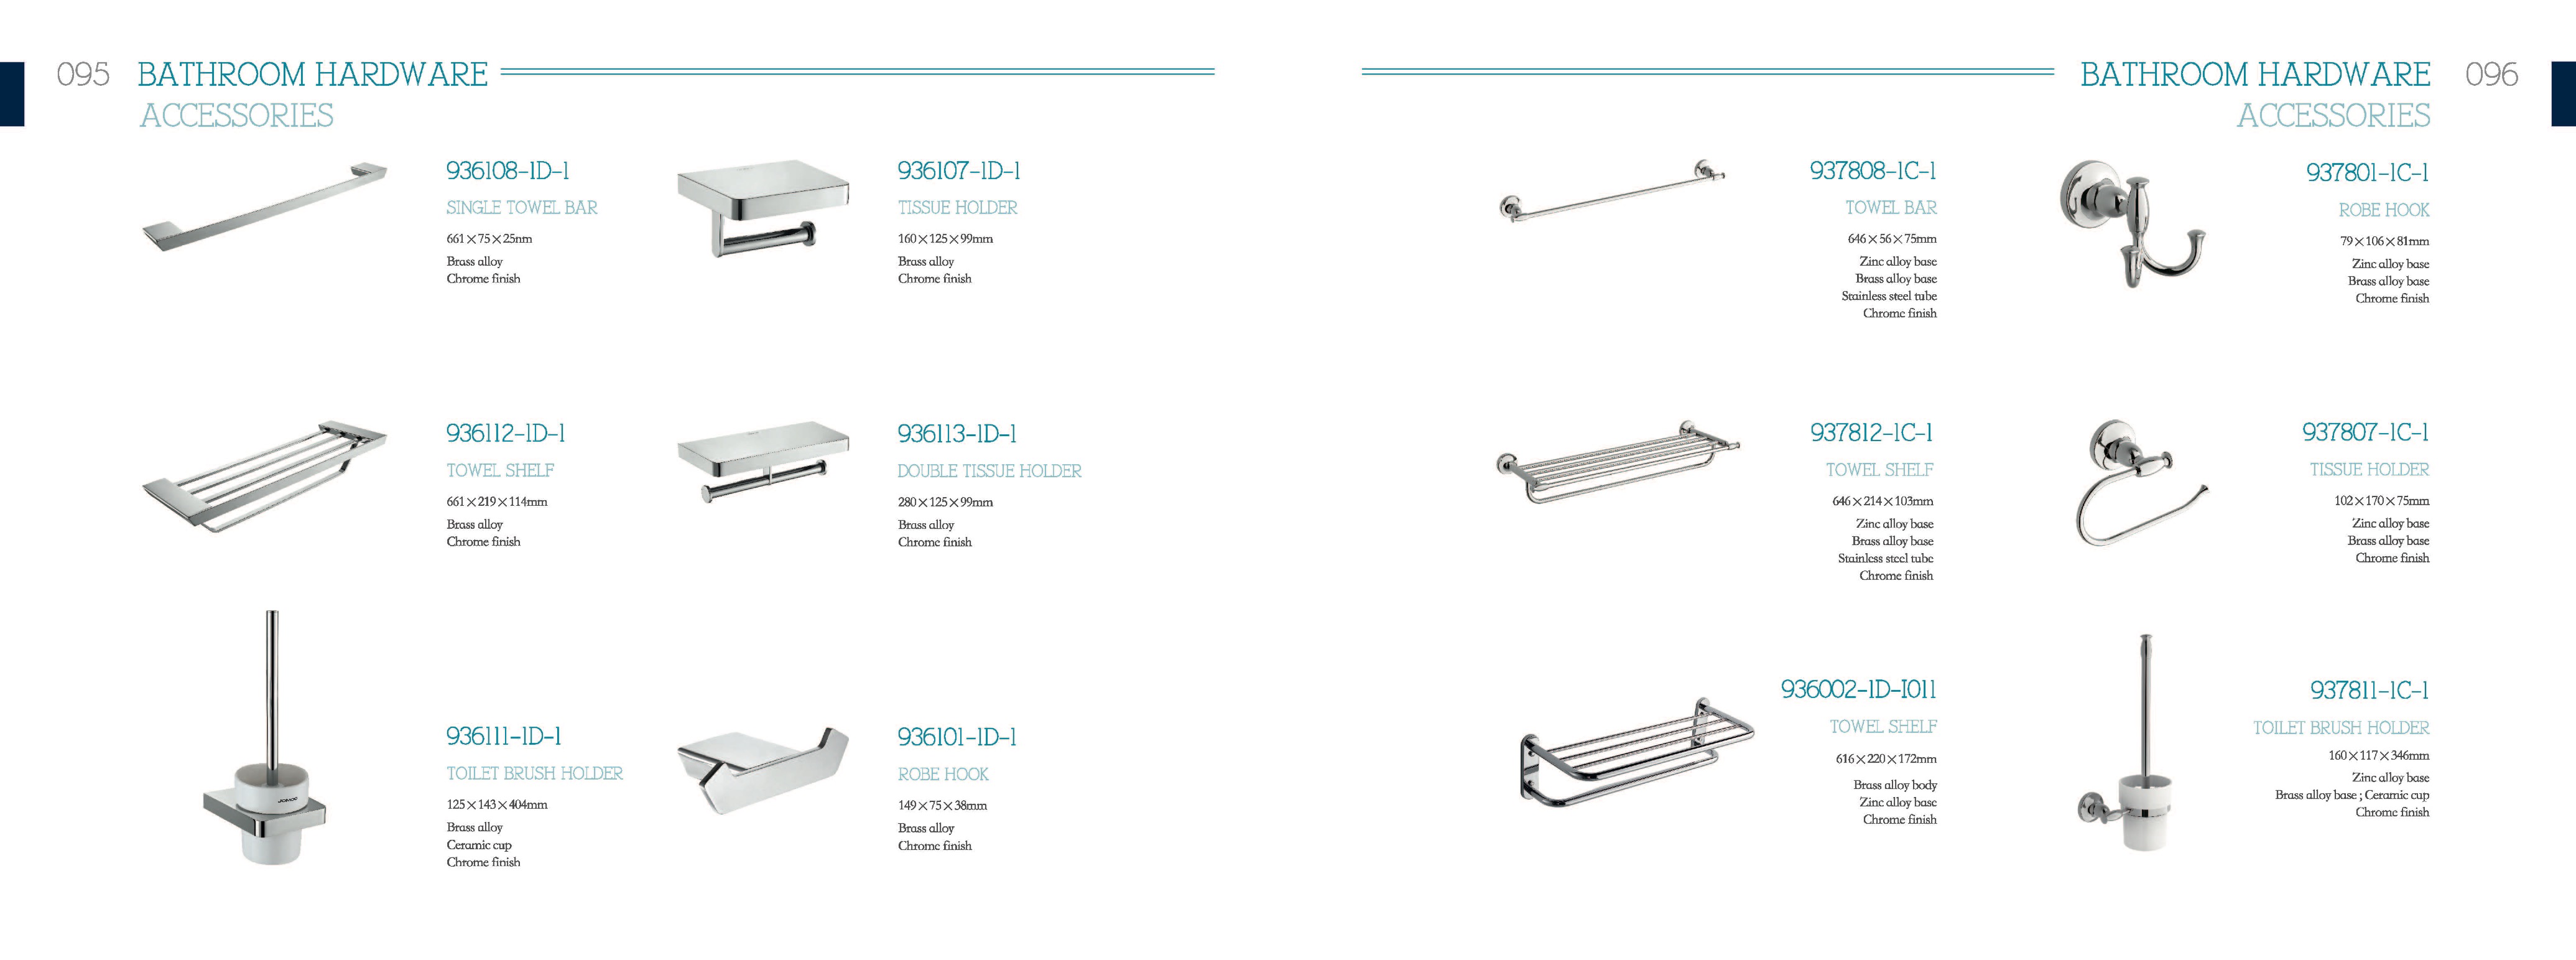 095 BATHROOM HARDWARE
ACCESSORIES
936108-1D-1
SINGLE TOWEL BAR
661×75×25nm
Brass alloy
Chrome finish
936107-1D-1
TISSUE HOLDER
160×125×99mm
Brass alloy
Chrome finish
936112-1D-1
TOWEL SHELF
661×219×114mm
Brass alloy
Chrome finish
936113-1D-1
DOUBLE TISSUE HOLDER
280×125×99mm
Brass alloy
Chrome finish
JOMOO
936111-1D-1
TOILET BRUSH HOLDER
125×143×404mm
Brass alloy
Ceramic cup
Chrome finish
936101-1D-1
ROBE HOOK
149×75×38mm
Brass alloy
Chrome finish
BATHROOM HARDWARE 096
ACCESSORIES
937808-1C-1
TOWEL BAR
646×56×75mm
Zinc alloy base
Brass alloy base
Stainless steel tube
Chrome finish
937801-1C-1
ROBE HOOK
79×106×81mm
Zinc alloy base
Brass alloy base
Chrome finish
937812-1C-1
TOWEL SHELF
646×214×103mm
Zinc alloy base
Brass alloy base
Stainless steel tube
Chrome finish
937807-1C-1
TISSUE HOLDER
102×170×75mm
Zinc alloy base
Brass alloy base
Chrome finish
936002-1D-I011
TOWEL SHELF
616×220×172mm
Brass alloy body
Zinc alloy base
Chrome finish
937811-1C-1
TOILET BRUSH HOLDER
160×117×346mm
Zinc alloy base
Brass alloy base ; Ceramic cup
Chrome finish